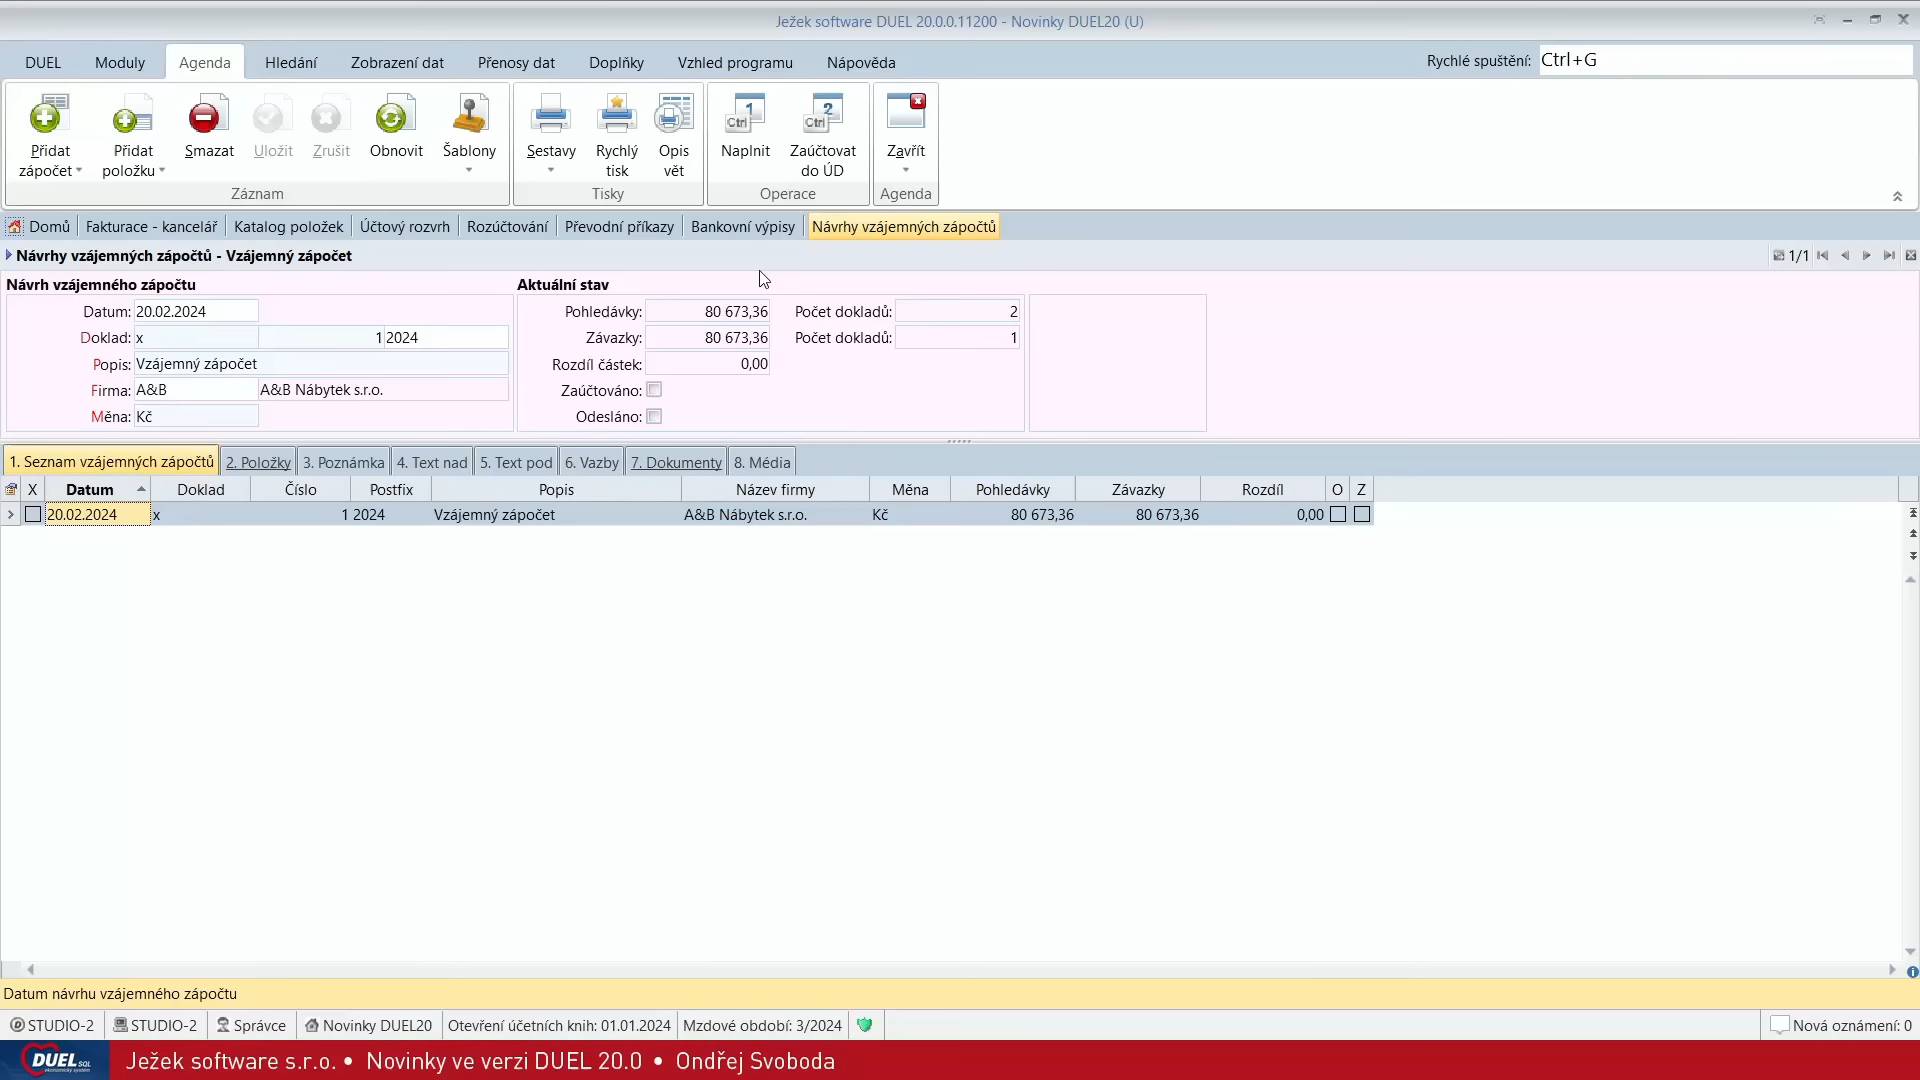 Ježek software DUEL 20.0.0.11200 - Novinky DUEL20 (U)
DUEL Moduly Agenda Hledání Zobrazení dat Přenosy dat Doplňky Vzhled programu Nápověda Rychlé spuštění: Ctrl+G
Přidat zápočet
Přidat položku
Smazat
Uložit
Zrušit
Obnovit
Šablony
Záznam
Sestavy
Rychlý tisk
Opis vět
Tisky
1 Ctrl
Naplnit
2 Ctrl
Zaúčtovat do ÚD
Operace
Zavřít
Agenda
Domů Fakturace - kancelář Katalog položek Účtový rozvrh Rozúčtování Převodní příkazy Bankovní výpisy Návrhy vzájemných zápočtů
Návrhy vzájemných zápočtů - Vzájemný zápočet 1/1
Návrh vzájemného zápočtu
Datum: 20.02.2024
Doklad: x 1 2024
Popis: Vzájemný zápočet
Firma: A&B A&B Nábytek s.r.o.
Měna: Kč
Aktuální stav
Pohledávky: 80 673,36 Počet dokladů: 2
Závazky: 80 673,36 Počet dokladů: 1
Rozdíl částek: 0,00
Zaúčtováno:
Odesláno:
1. Seznam vzájemných zápočtů 2. Položky 3. Poznámka 4. Text nad 5. Text pod 6. Vazby 7. Dokumenty 8. Média
X Datum Doklad Číslo Postfix Popis Název firmy Měna Pohledávky Závazky Rozdíl O Z
20.02.2024 x 1 2024 Vzájemný zápočet A&B Nábytek s.r.o. Kč 80 673,36 80 673,36 0,00
Datum návrhu vzájemného zápočtu
STUDIO-2 STUDIO-2 Správce Novinky DUEL20 Otevření účetních knih: 01.01.2024 Mzdové období: 3/2024 Nová oznámení: 0
DUEL SQL
ekonomický systém
Ježek software s.r.o. • Novinky ve verzi DUEL 20.0 • Ondřej Svoboda